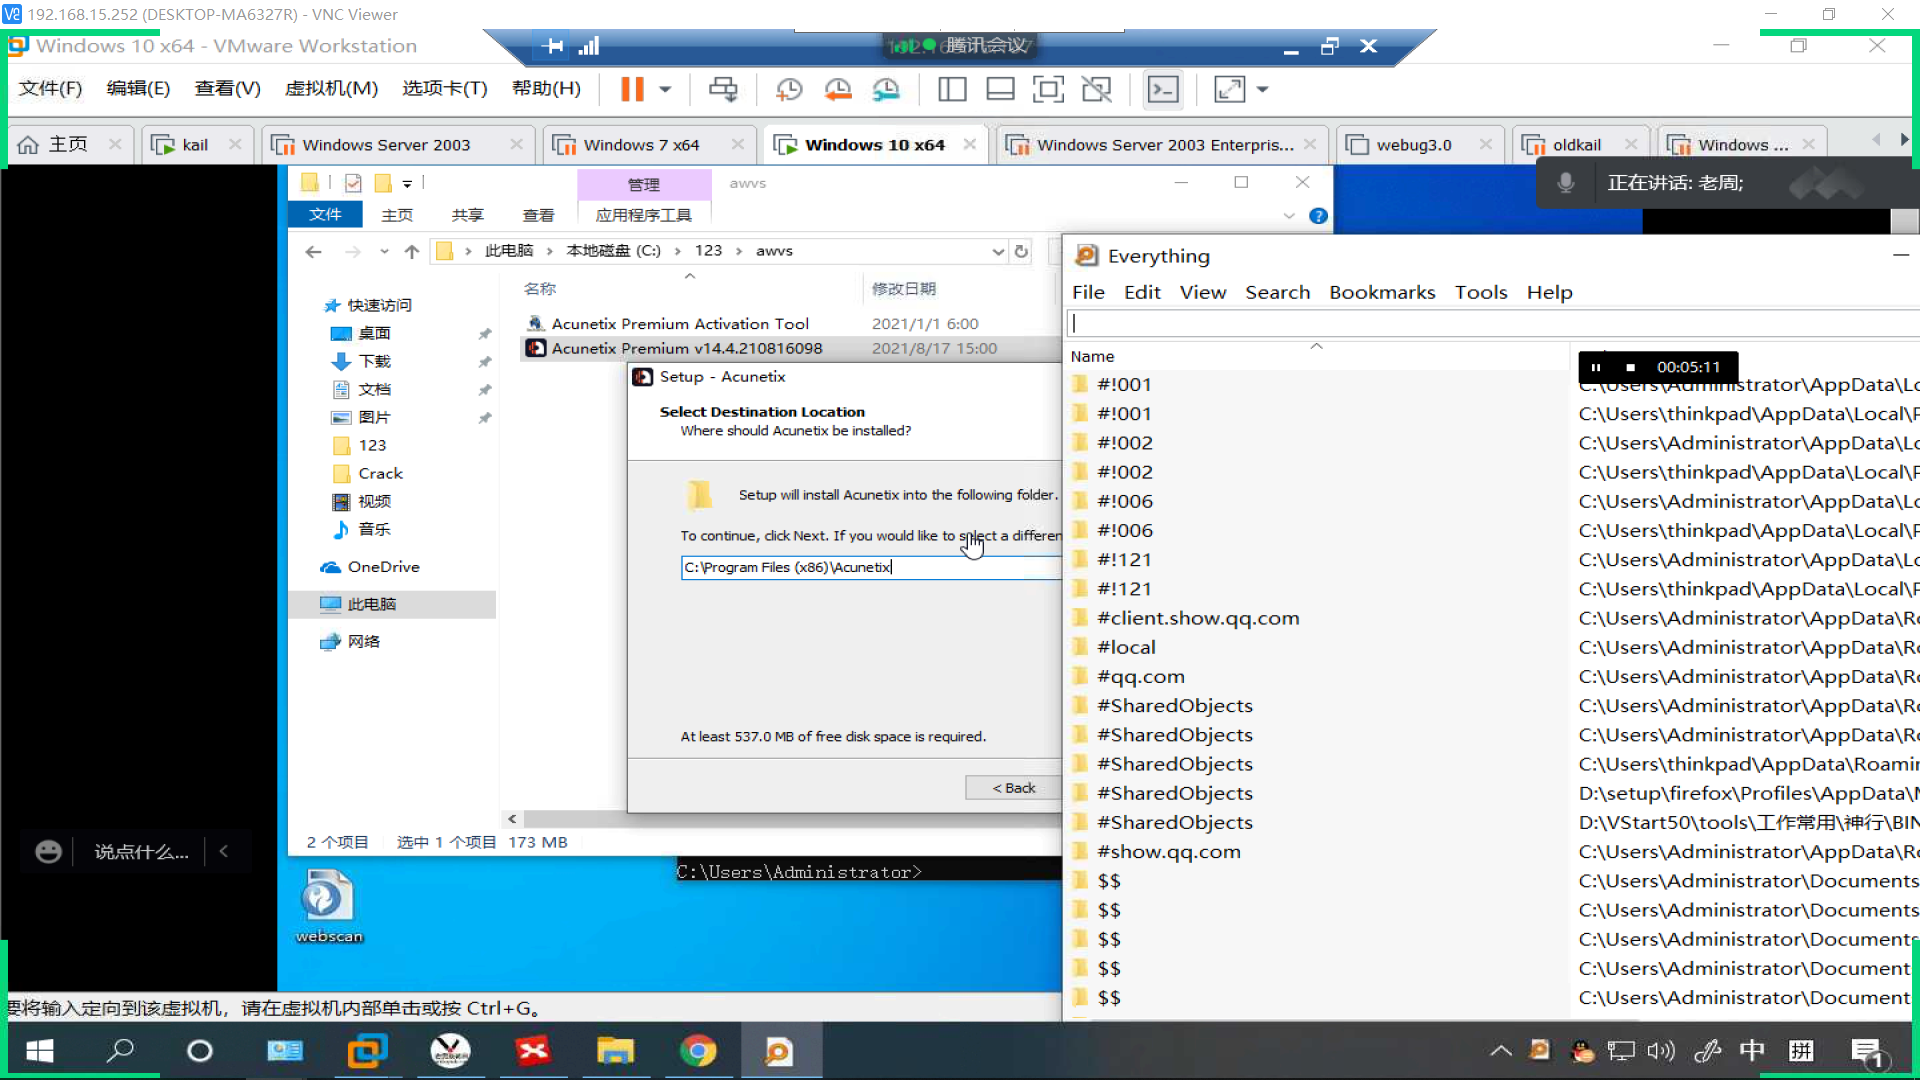 192.168.15.252 (DESKTOP-MA6327R) - VNC Viewer
Windows 10 x64 - VMware Workstation
腾讯会议
文件(F) 编辑(E) 查看(V) 虚拟机(M) 选项卡(T) 帮助(H)
主页 kail Windows Server 2003 Windows 7 x64 Windows 10 x64 Windows Server 2003 Enterpris... webug3.0 oldkail Windows ...
正在讲话: 老周;
管理 awvs
文件 主页 共享 查看 应用程序工具
此电脑 本地磁盘 (C:) 123 awvs
名称 修改日期
快速访问
桌面
下载
文档
图片
123
Crack
视频
音乐
OneDrive
此电脑
网络
Acunetix Premium Activation Tool 2021/1/1 6:00
Acunetix Premium v14.4.210816098 2021/8/17 15:00
Setup - Acunetix
Select Destination Location
Where should Acunetix be installed?
Setup will install Acunetix into the following folder.
To continue, click Next. If you would like to select a differen
C:\Program Files (x86)\Acunetix
At least 537.0 MB of free disk space is required.
< Back
2 个项目 选中 1 个项目 173 MB
C:\Users\Administrator>
webscan
说点什么...
要将输入定向到该虚拟机，请在虚拟机内部单击或按 Ctrl+G。
Everything
File Edit View Search Bookmarks Tools Help
Name
00:05:11
#!001 C:\Users\Administrator\AppData\Lo
#!001 C:\Users\thinkpad\AppData\Local\P
#!002 C:\Users\Administrator\AppData\Lo
#!002 C:\Users\thinkpad\AppData\Local\P
#!006 C:\Users\Administrator\AppData\Lo
#!006 C:\Users\thinkpad\AppData\Local\P
#!121 C:\Users\Administrator\AppData\Lo
#!121 C:\Users\thinkpad\AppData\Local\P
#client.show.qq.com C:\Users\Administrator\AppData\Ro
#local C:\Users\Administrator\AppData\Ro
#qq.com C:\Users\Administrator\AppData\Ro
#SharedObjects C:\Users\Administrator\AppData\Ro
#SharedObjects C:\Users\Administrator\AppData\Ro
#SharedObjects C:\Users\thinkpad\AppData\Roamin
#SharedObjects D:\setup\firefox\Profiles\AppData\M
#SharedObjects D:\VStart50\tools\工作常用\神行\BIN
#show.qq.com C:\Users\Administrator\AppData\Ro
$$ C:\Users\Administrator\Documents
$$ C:\Users\Administrator\Documents
$$ C:\Users\Administrator\Documents
$$ C:\Users\Administrator\Document
$$ C:\Users\Administrator\Document
中 拼 1